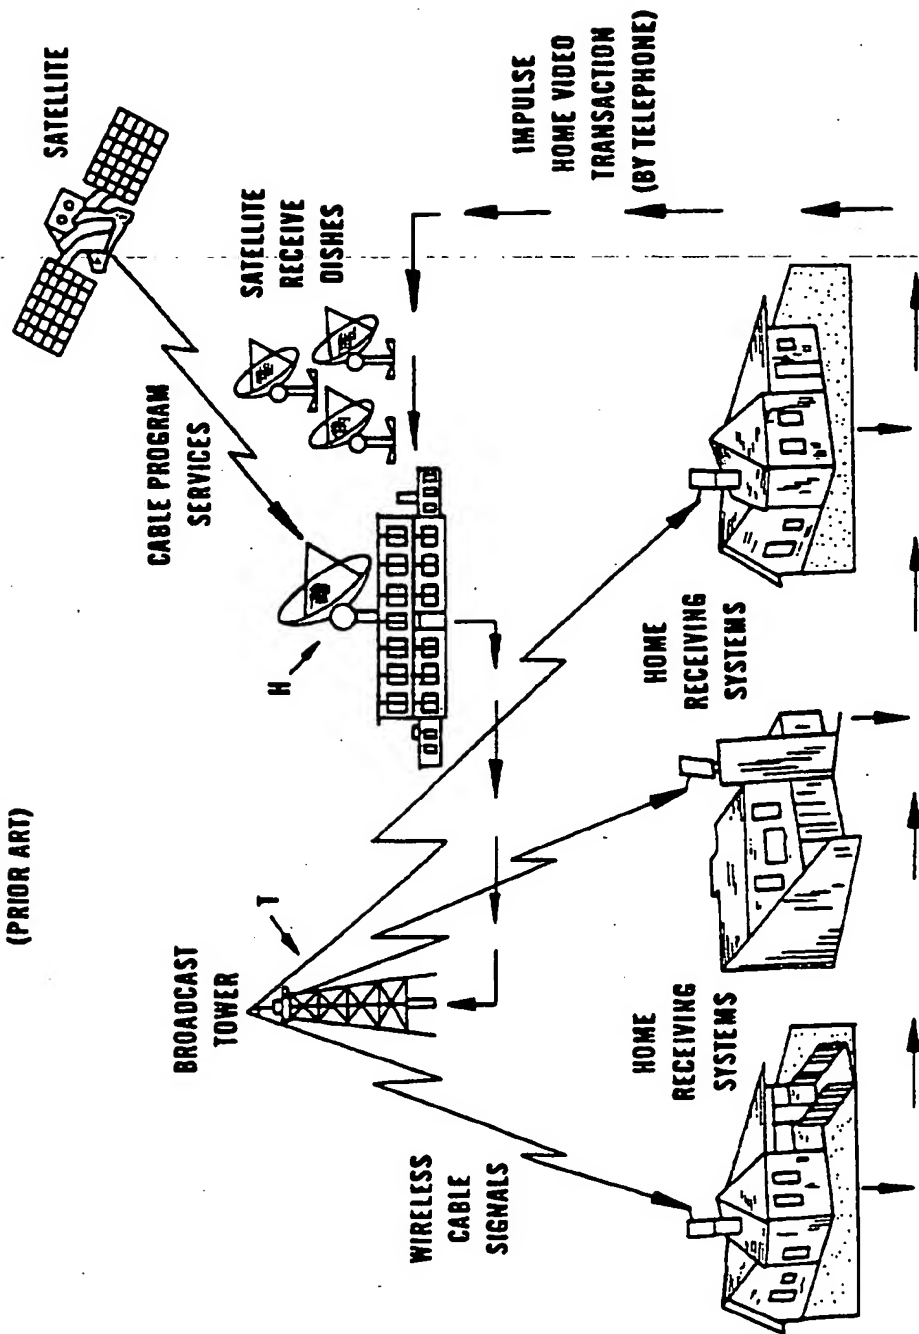 (PRIOR ART)
SATELLITE
CABLE PROGRAM
SERVICES
SATELLITE
RECEIVE
DISHES
H
BROADCAST
TOWER
T
IMPULSE
HOME VIDEO
TRANSACTION
(BY TELEPHONE)
WIRELESS
CABLE
SIGNALS
HOME
RECEIVING
SYSTEMS
HOME
RECEIVING
SYSTEMS